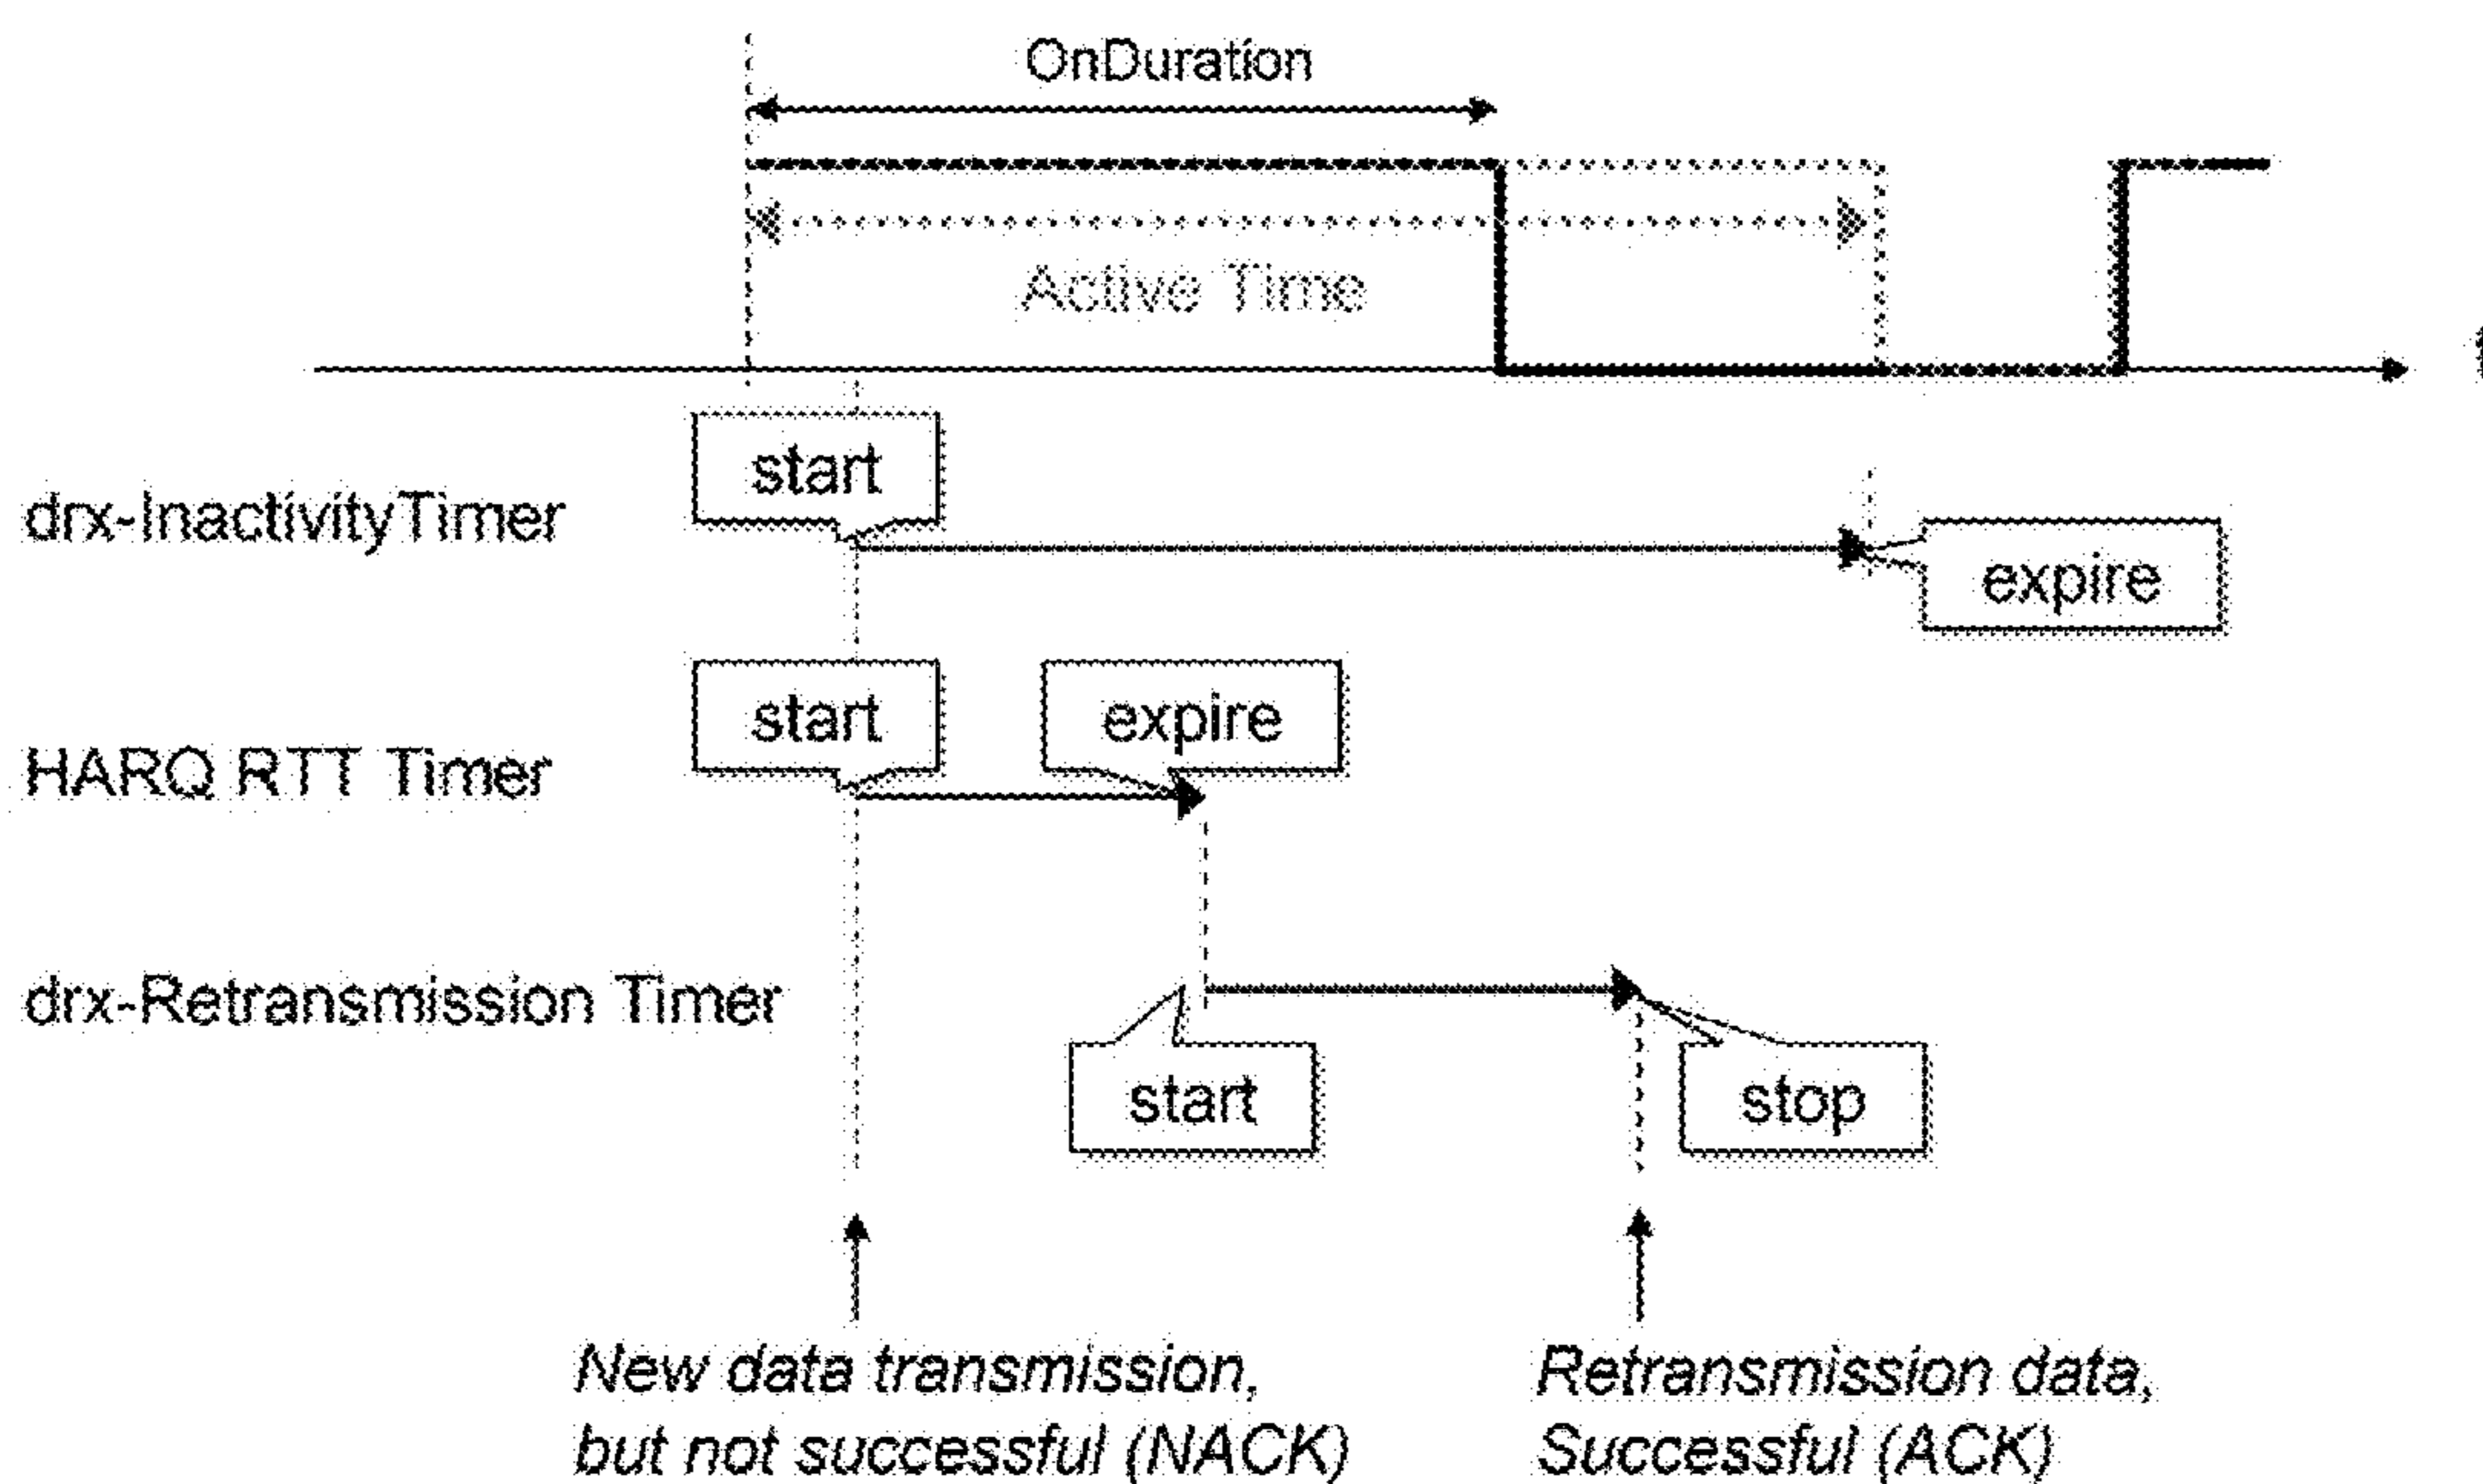 OnDuration
Active Time
t
start
drx-InactivityTimer
expire
start
expire
HARQ RTT Timer
drx-Retransmission Timer
start
stop
New data transmission,
but not successful (NACK)
Retransmission data,
Successful (ACK)